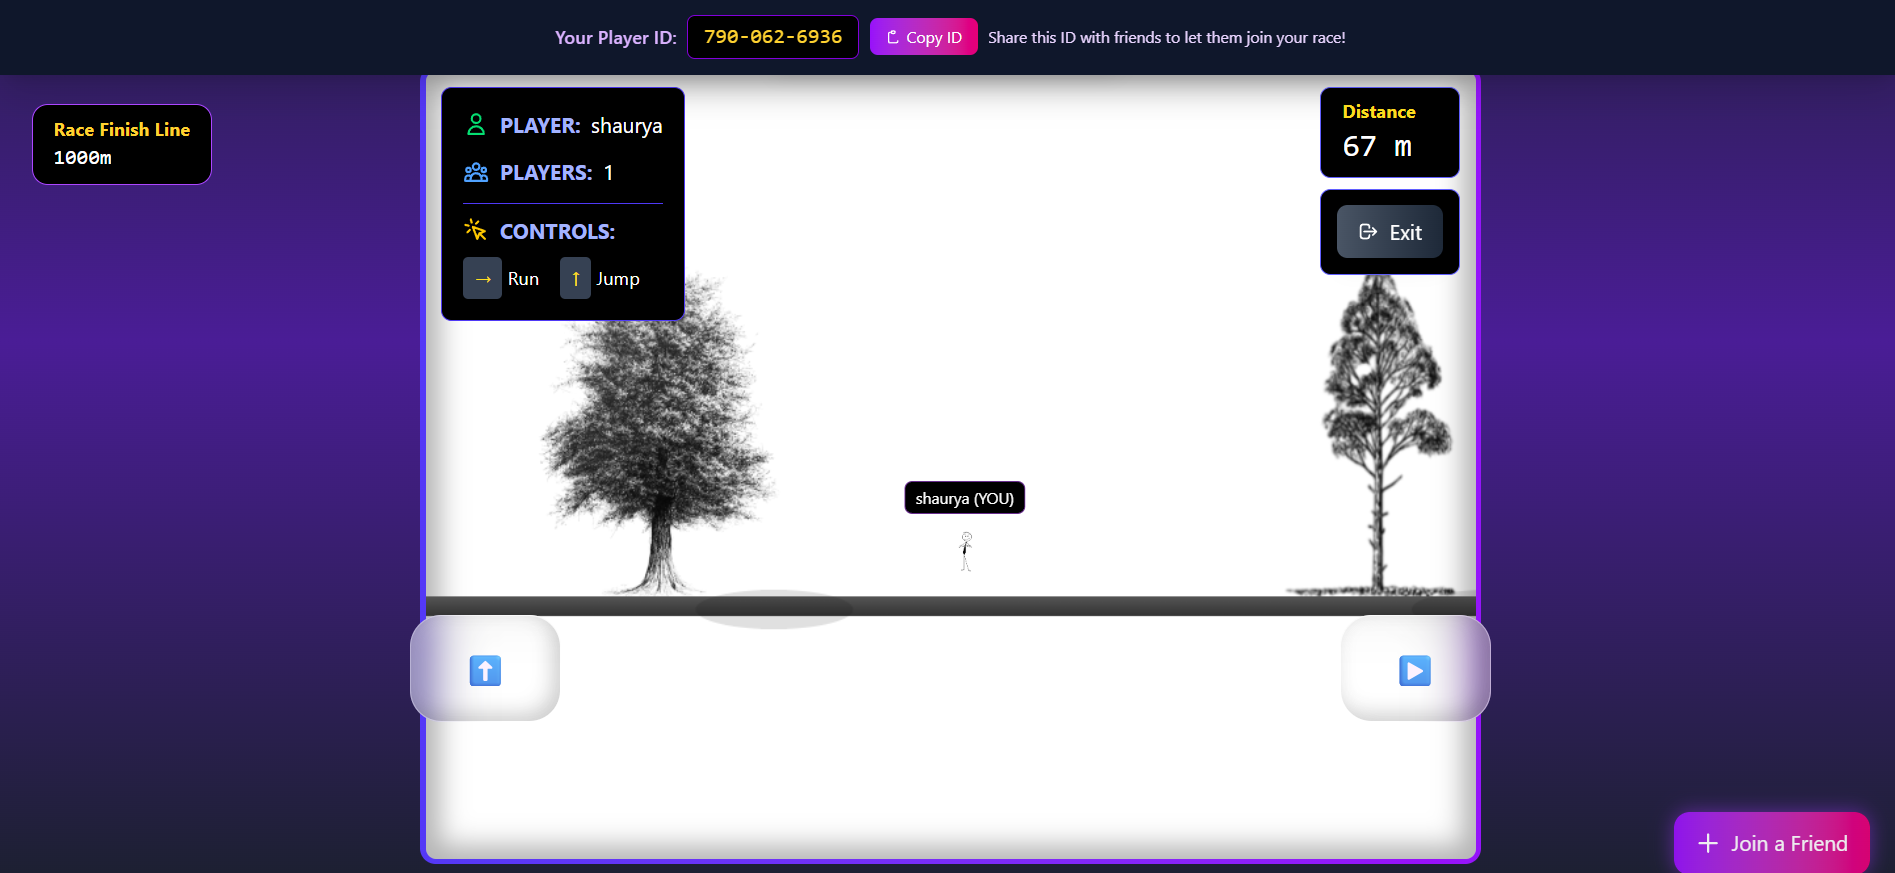 Your Player ID: 790-062-6936 Copy ID Share this ID with friends to let them join your race!
Race Finish Line
1000m
PLAYER: shaurya
PLAYERS: 1
CONTROLS:
→ Run ↑ Jump
Distance
67 m
Exit
shaurya (YOU)
Join a Friend